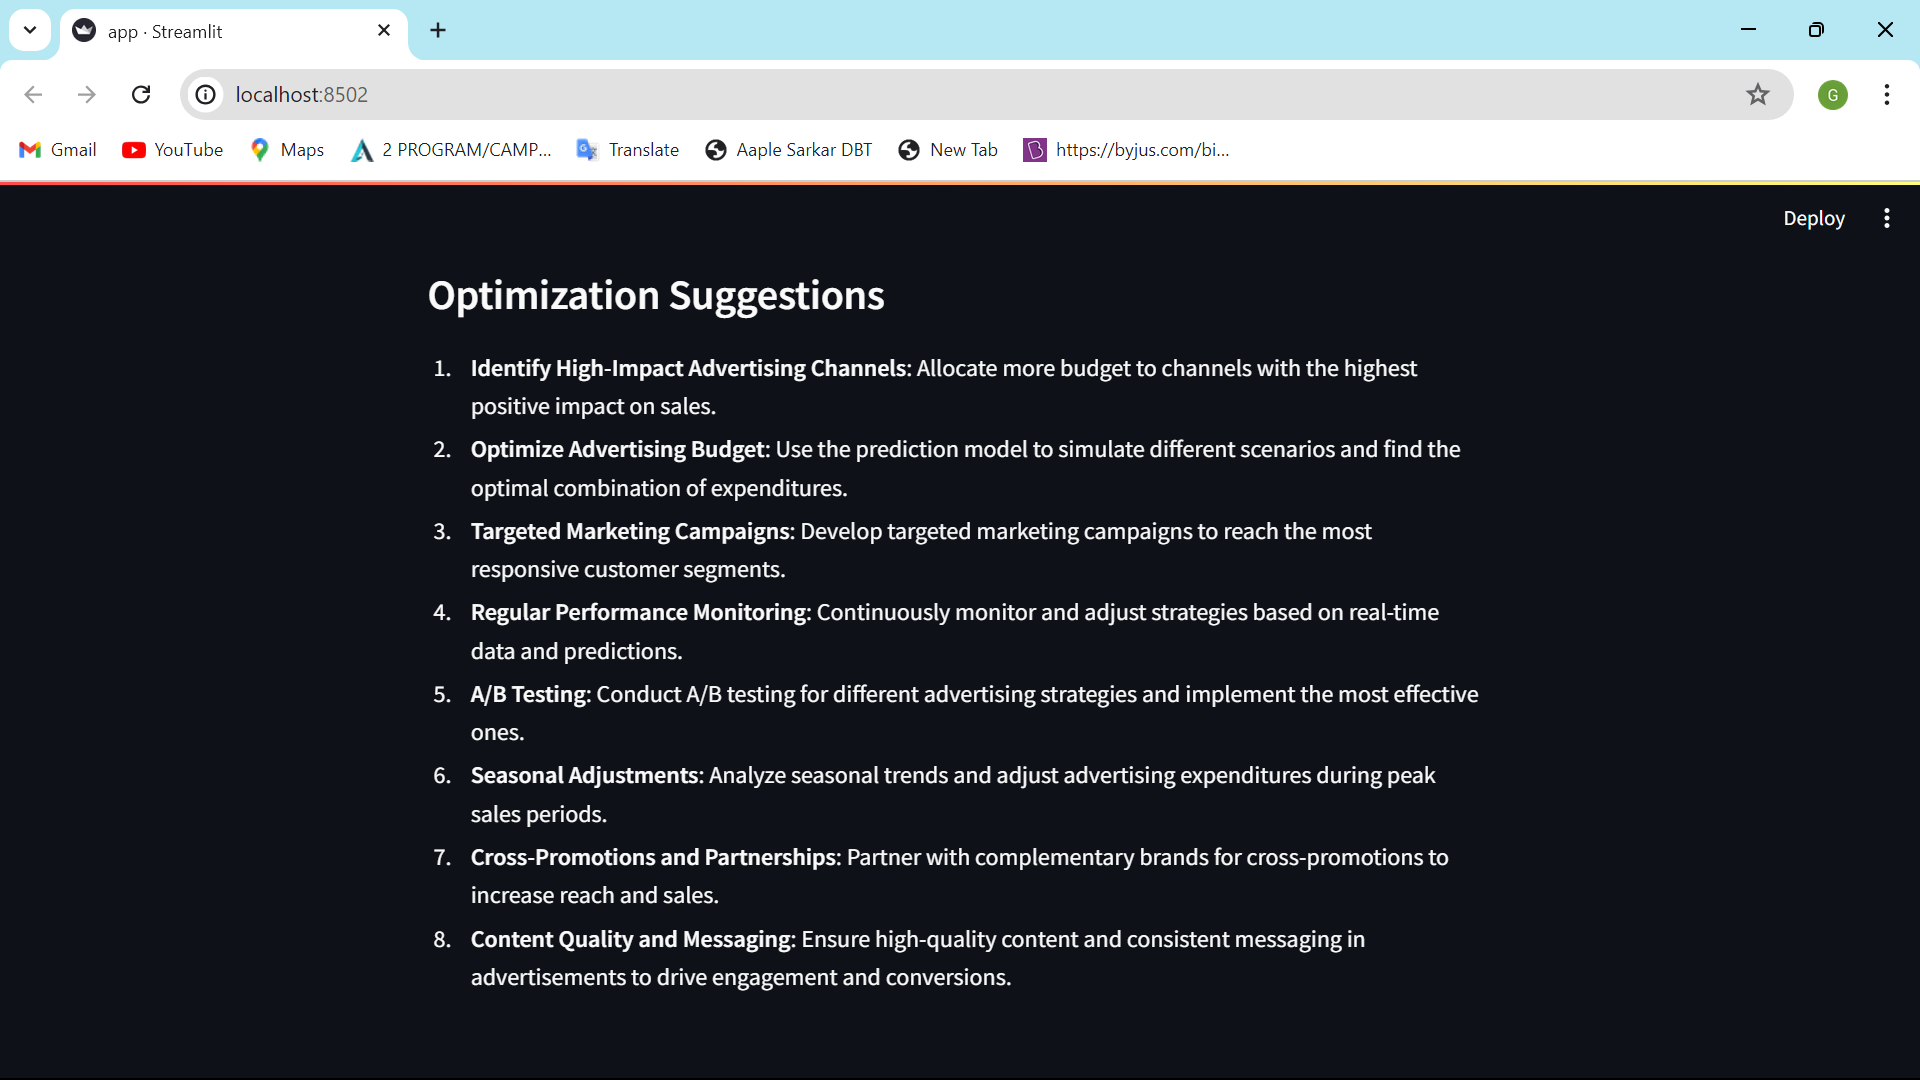 app · Streamlit
localhost:8502
G
Gmail
YouTube
Maps
2 PROGRAM/CAMP...
Translate
Aaple Sarkar DBT
New Tab
https://byjus.com/bi...
Deploy
Optimization Suggestions
1. Identify High-Impact Advertising Channels: Allocate more budget to channels with the highest
positive impact on sales.
2. Optimize Advertising Budget: Use the prediction model to simulate different scenarios and find the
optimal combination of expenditures.
3. Targeted Marketing Campaigns: Develop targeted marketing campaigns to reach the most
responsive customer segments.
4. Regular Performance Monitoring: Continuously monitor and adjust strategies based on real-time
data and predictions.
5. A/B Testing: Conduct A/B testing for different advertising strategies and implement the most effective
ones.
6. Seasonal Adjustments: Analyze seasonal trends and adjust advertising expenditures during peak
sales periods.
7. Cross-Promotions and Partnerships: Partner with complementary brands for cross-promotions to
increase reach and sales.
8. Content Quality and Messaging: Ensure high-quality content and consistent messaging in
advertisements to drive engagement and conversions.